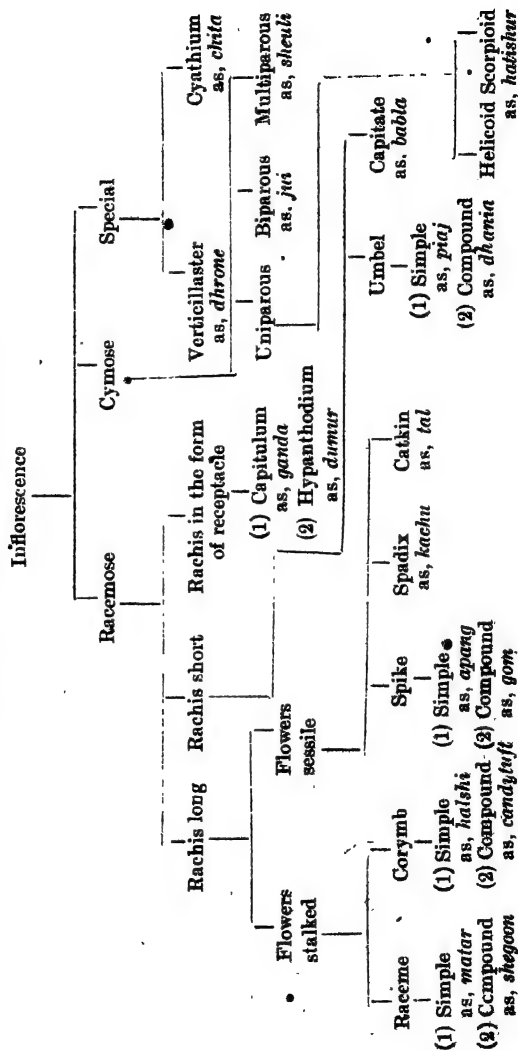 Inflorescence
Racemose
Cymose
Special
Rachis long
Rachis short
Rachis in the form
of receptacle
Verticillaster
as, dhrone
Cyathium
as, chita
Flowers
stalked
Flowers
sessile
(1) Capitulum
as, ganda
(2) Hypanthodium
as, dumur
Uniparous
Biparous
as. jui
Multiparous
as, sheuli
Raceme
(1) Simple
as, matar
(2) Compound
as, shegoon
Corymb
(1) Simple
as, halshi
(2) Compound
as, candytuft
Spike
(1) Simple
as, apang
(2) Compound
as, gom
Spadix
as, kachu
Catkin
as, tal
Umbel
(1) Simple
as, piaj
(2) Compound
as, dhania
Capitate
as. babla
Helicoid Scorpioid
as, hatishur